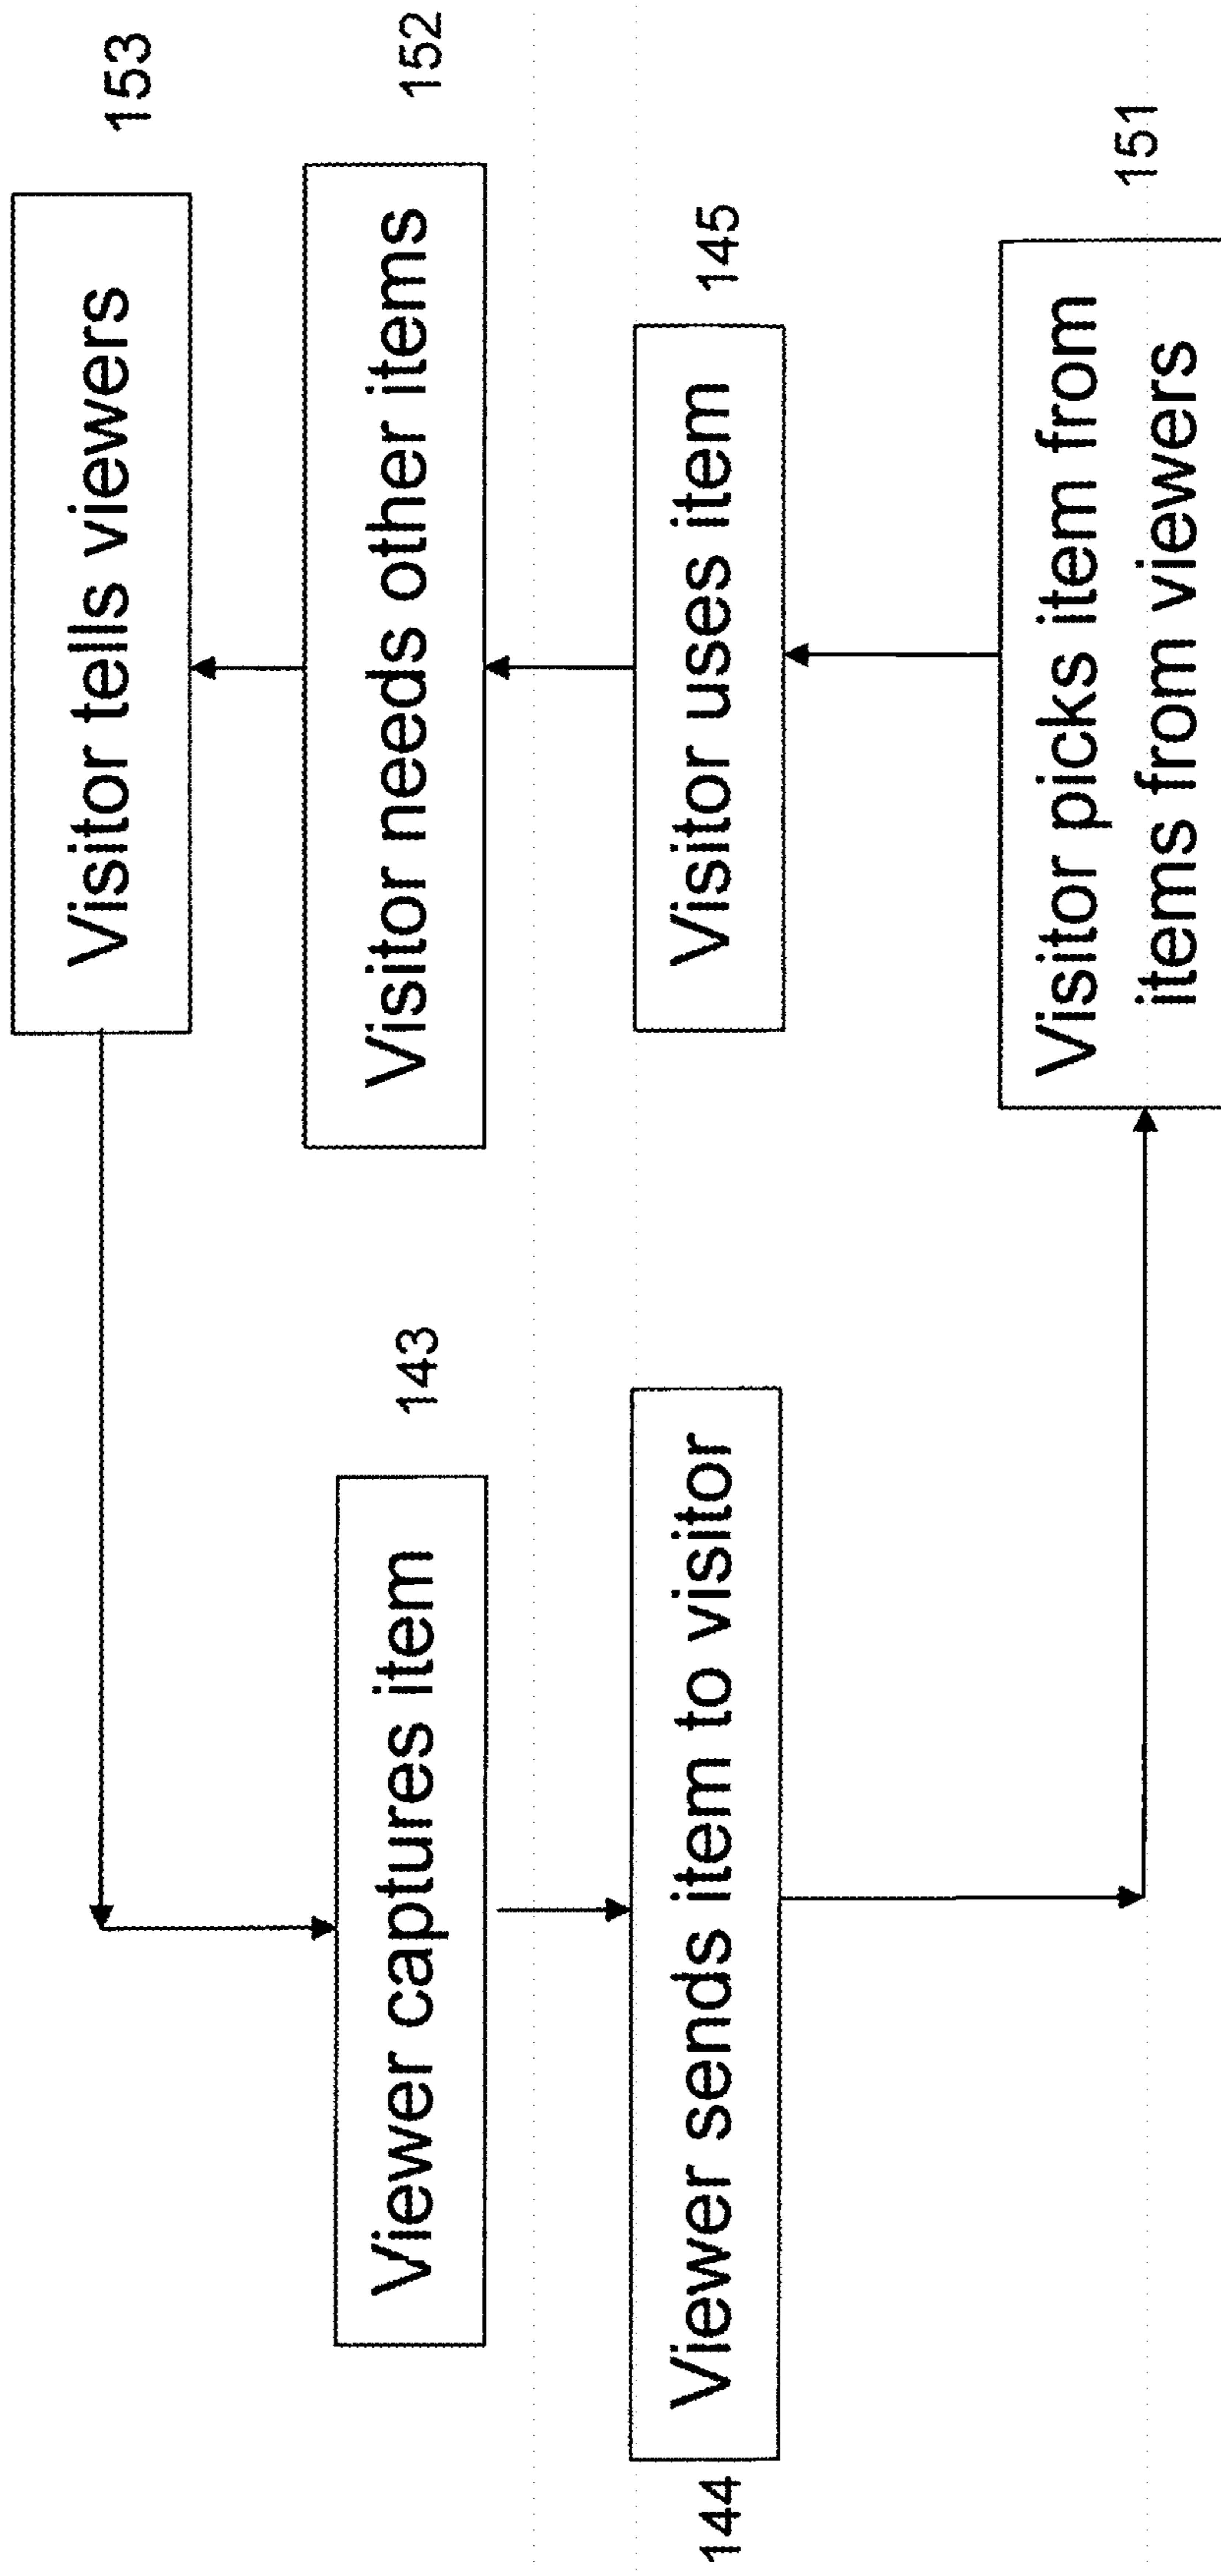 Visitor tells viewers
153
Viewer captures item
143
Visitor needs other items
152
144
Viewer sends item to visitor
Visitor uses item
145
Visitor picks item from
items from viewers
151